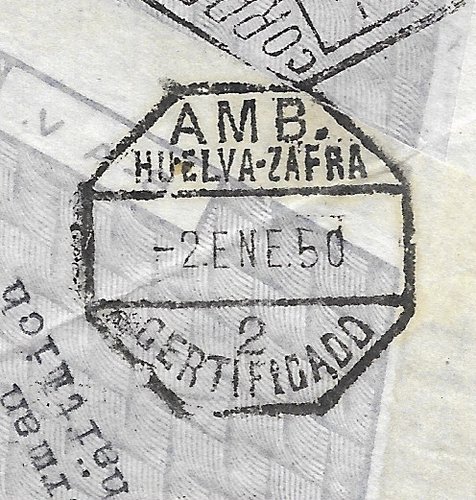 AMB.
HUELVA-ZAFRA
-2.ENE.50
2
CERTIFICADO